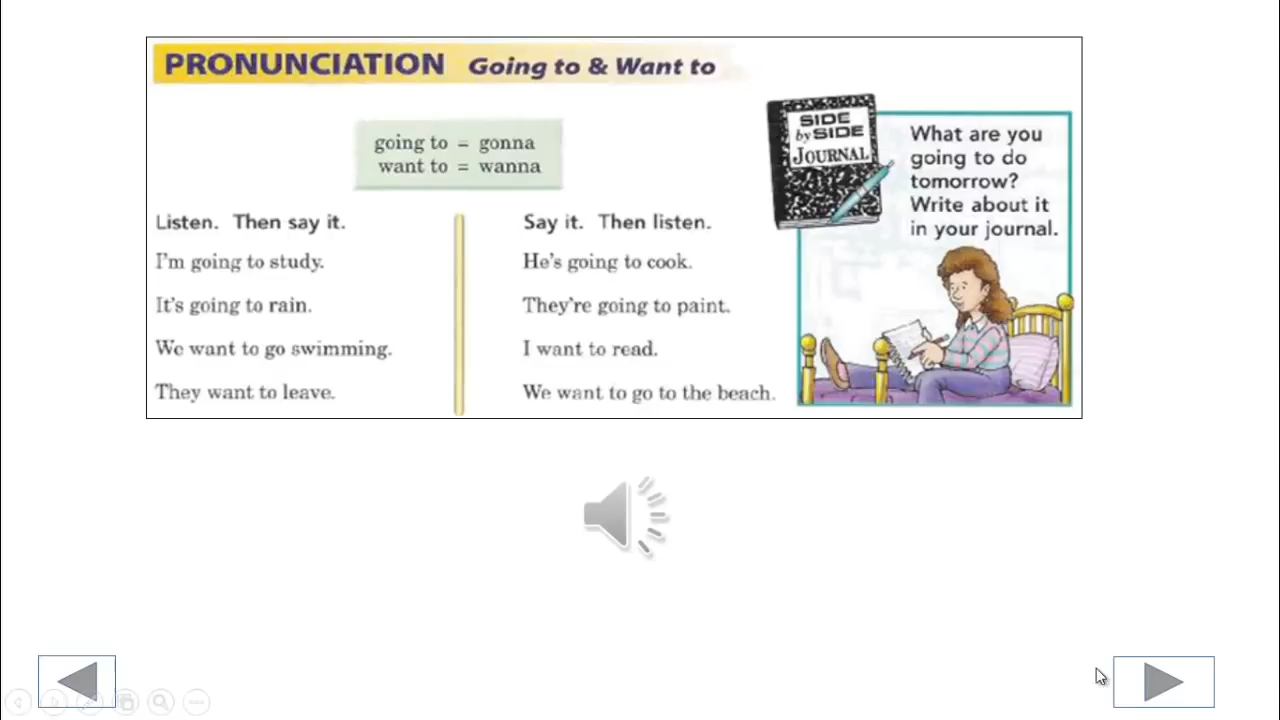 PRONUNCIATION Going to & Want to
going to = gonna
want to = wanna
Listen. Then say it.
I'm going to study.
It's going to rain.
We want to go swimming.
They want to leave.
Say it. Then listen.
He's going to cook.
They're going to paint.
I want to read.
We want to go to the beach.
SIDE
by SIDE
JOURNAL
What are you
going to do
tomorrow?
Write about it
in your journal.